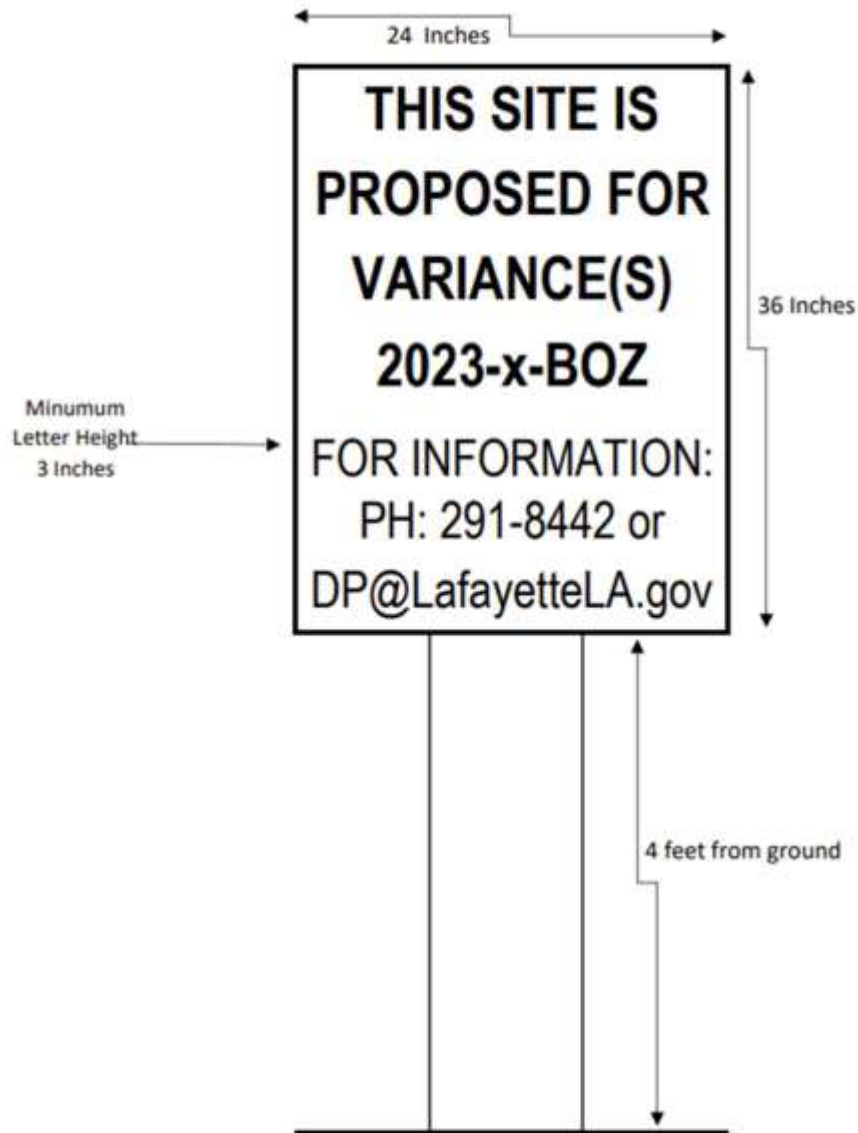 24 Inches
THIS SITE IS
PROPOSED FOR
VARIANCE(S)
2023-x-BOZ
FOR INFORMATION:
PH: 291-8442 or
DP@LafayetteLA.gov
36 Inches
Minumum
Letter Height
3 Inches
4 feet from ground